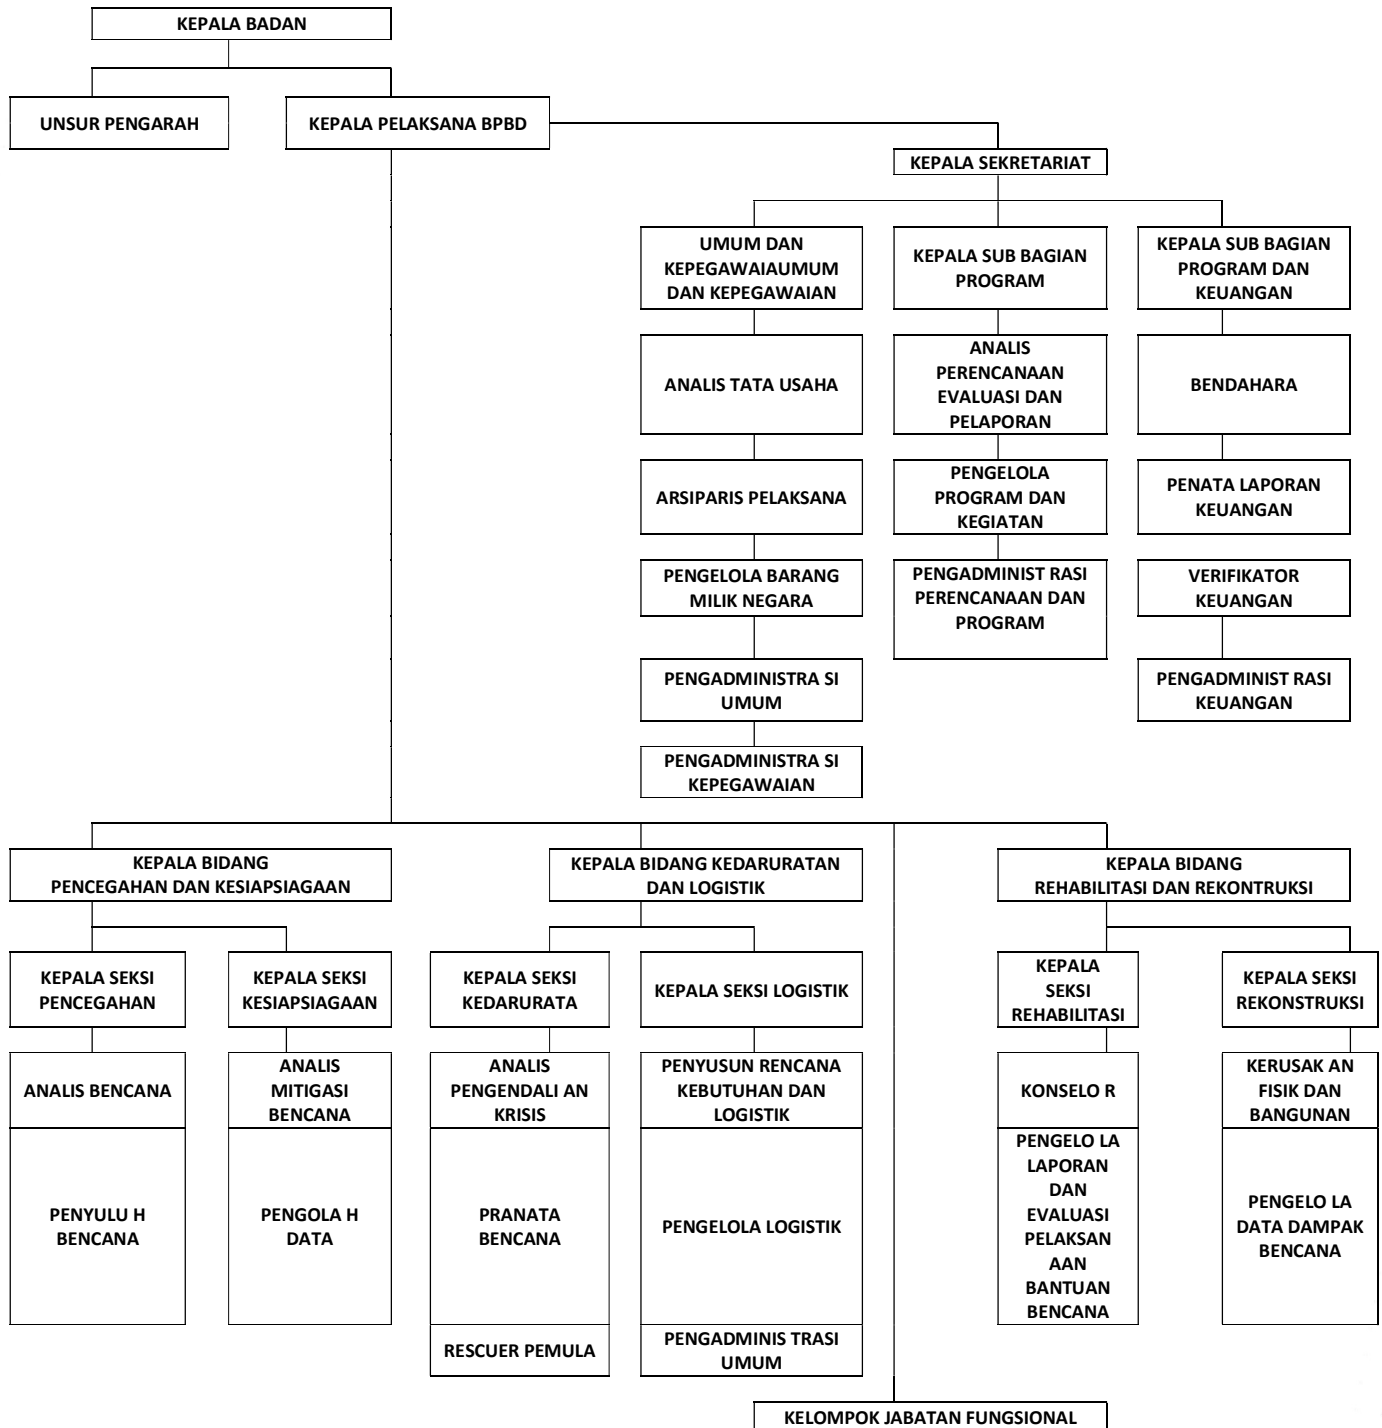 KEPALA BADAN
UNSUR PENGARAH
KEPALA PELAKSANA BPBD
KEPALA SEKRETARIAT
UMUM DAN
KEPEGAWAIAUMUM
DAN KEPEGAWAIAN
KEPALA SUB BAGIAN
PROGRAM
KEPALA SUB BAGIAN
PROGRAM DAN
KEUANGAN
ANALIS TATA USAHA
ANALIS
PERENCANAAN
EVALUASI DAN
PELAPORAN
BENDAHARA
ARSIPARIS PELAKSANA
PENGELOLA
PROGRAM DAN
KEGIATAN
PENATA LAPORAN
KEUANGAN
PENGELOLA BARANG
MILIK NEGARA
PENGADMINIST RASI
PERENCANAAN DAN
PROGRAM
VERIFIKATOR
KEUANGAN
PENGADMINISTRA SI
UMUM
PENGADMINIST RASI
KEUANGAN
PENGADMINISTRA SI
KEPEGAWAIAN
KEPALA BIDANG
PENCEGAHAN DAN KESIAPSIAGAAN
KEPALA BIDANG KEDARURATAN
DAN LOGISTIK
KEPALA BIDANG
REHABILITASI DAN REKONTRUKSI
KEPALA SEKSI
PENCEGAHAN
KEPALA SEKSI
KESIAPSIAGAAN
KEPALA SEKSI
KEDARURATA
KEPALA SEKSI LOGISTIK
KEPALA
SEKSI
REHABILITASI
KEPALA SEKSI
REKONSTRUKSI
ANALIS BENCANA
ANALIS
MITIGASI
BENCANA
ANALIS
PENGENDALI AN
KRISIS
PENYUSUN RENCANA
KEBUTUHAN DAN
LOGISTIK
KONSELO R
KERUSAK AN
FISIK DAN
BANGUNAN
PENYULU H
BENCANA
PENGOLA H
DATA
PRANATA
BENCANA
PENGELOLA LOGISTIK
PENGELO LA
LAPORAN
DAN
EVALUASI
PELAKSAN
AAN
BANTUAN
BENCANA
PENGELO LA
DATA DAMPAK
BENCANA
RESCUER PEMULA
PENGADMINIS TRASI
UMUM
KELOMPOK JABATAN FUNGSIONAL